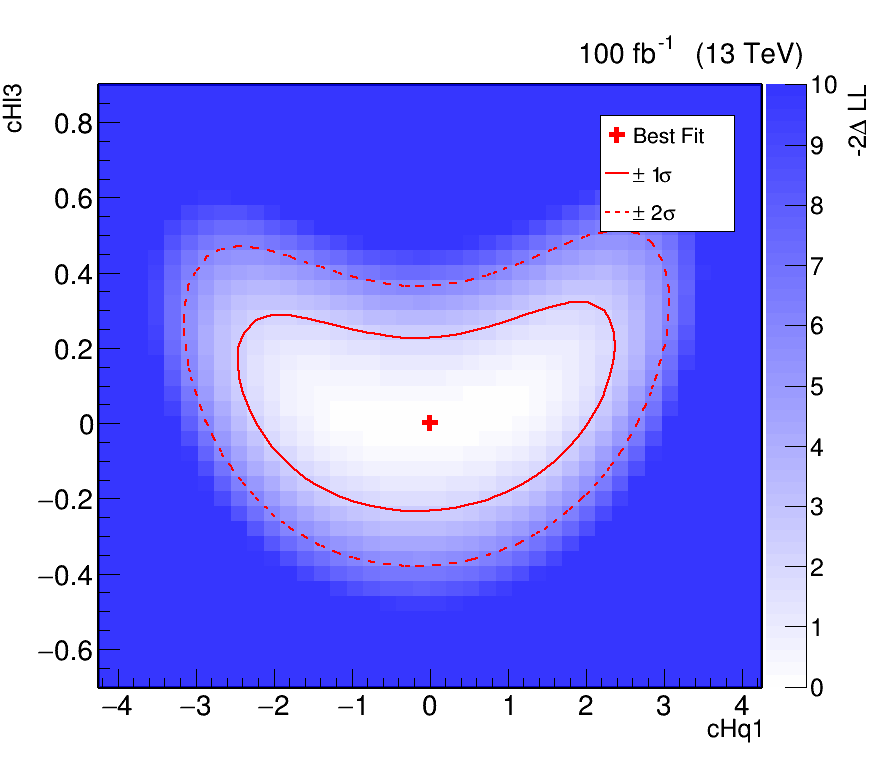 100 fb-1 (13 TeV)
cHl3
0.8
0.6
0.4
0.2
0
−0.2
−0.4
−0.6
Best Fit
± 1σ
± 2σ
10
9
8
7
6
5
4
3
2
1
0
-2Δ LL
−4 −3 −2 −1 0 1 2 3 4
cHq1